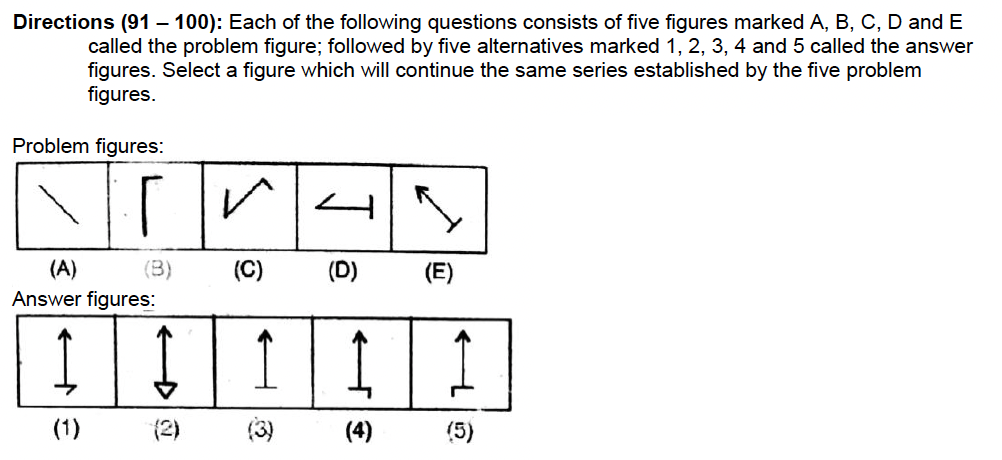 Directions (91 – 100): Each of the following questions consists of five figures marked A, B, C, D and E
called the problem figure; followed by five alternatives marked 1, 2, 3, 4 and 5 called the answer
figures. Select a figure which will continue the same series established by the five problem
figures.
Problem figures:
(A) (B) (C) (D) (E)
Answer figures:
(1) (2) (3) (4) (5)